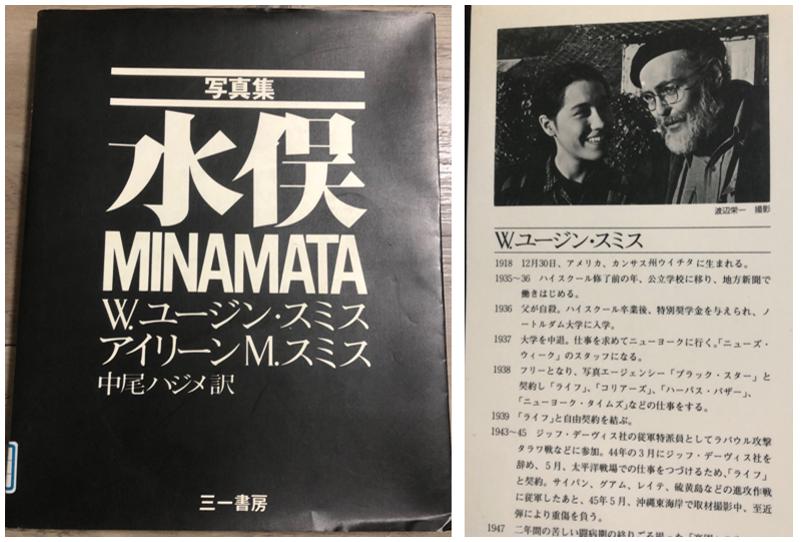 写真集
水俣
MINAMATA
W.ユージン・スミス
アイリーンM.スミス
中尾ハジメ訳
三一書房
渡辺栄一 撮影
W.ユージン・スミス
1918 12月30日、アメリカ、カンサス州ウイチタに生まれる。
1935〜36 ハイスクール修了前の年、公立学校に移り、地方新聞で
働きはじめる。
1936 父が自殺。ハイスクール卒業後、特別奨学金を与えられ、ノ
ートルダム大学に入学。
1937 大学を中退。仕事を求めてニューヨークに行く。「ニューズ・
ウィーク」のスタッフになる。
1938 フリーとなり、写真エージェンシー「ブラック・スター」と
契約し「ライフ」、「コリアーズ」、「ハーパス・バザー」、
「ニューヨーク・タイムズ」などの仕事をする。
1939 「ライフ」と自由契約を結ぶ。
1943〜45 ジッフ・デーヴィス社の従軍特派員としてラバウル攻撃
タラワ戦などに参加。44年の3月にジッフ・デーヴィス社を
辞め、5月、太平洋戦場での仕事をつづけるため、「ライフ」
と契約。サイパン、グアム、レイテ、硫黄島などの進攻作戦
に従軍したあと、45年5月、沖縄東海岸で取材撮影中、至近
弾により重傷を負う。
1947 二年間の苦しい闘病期の終りごろ撮った